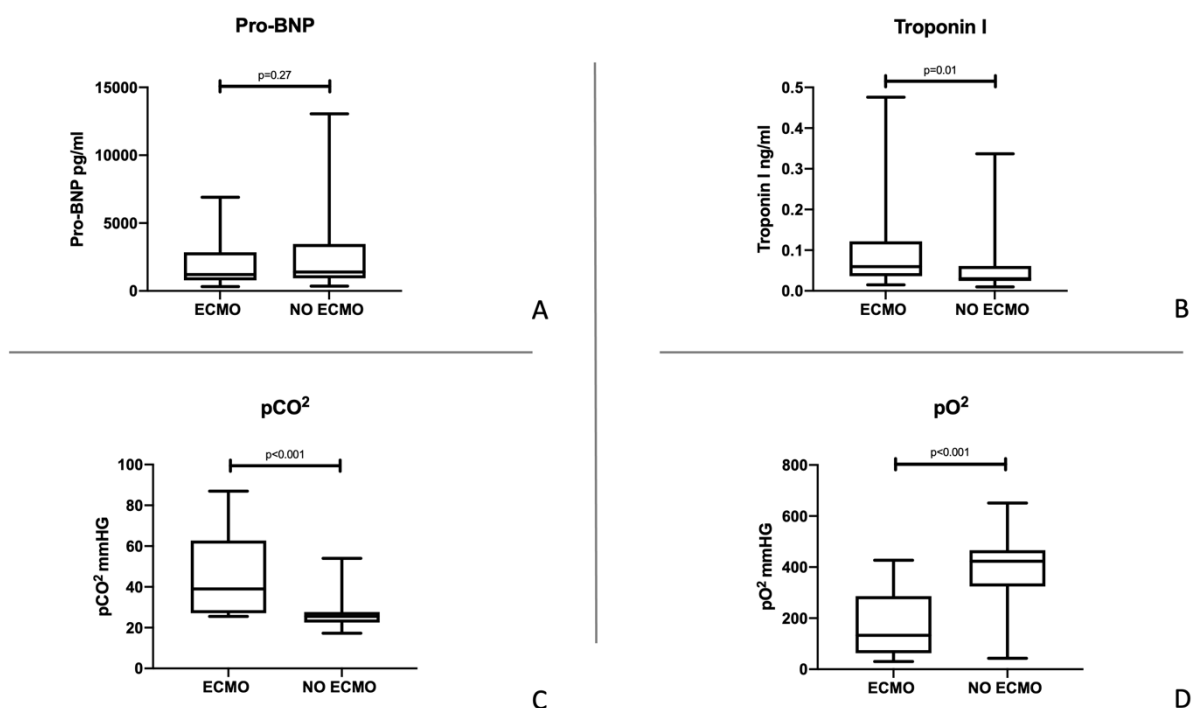 Pro-BNP
p=0.27
15000
10000
5000
0
Pro-BNP pg/ml
ECMO
NO ECMO
A
Troponin I
p=0.01
0.5
0.4
0.3
0.2
0.1
0.0
Troponin I ng/ml
ECMO
NO ECMO
B
pCO²
p<0.001
100
80
60
40
20
0
pCO² mmHG
ECMO
NO ECMO
C
pO²
p<0.001
800
600
400
200
0
pO² mmHG
ECMO
NO ECMO
D